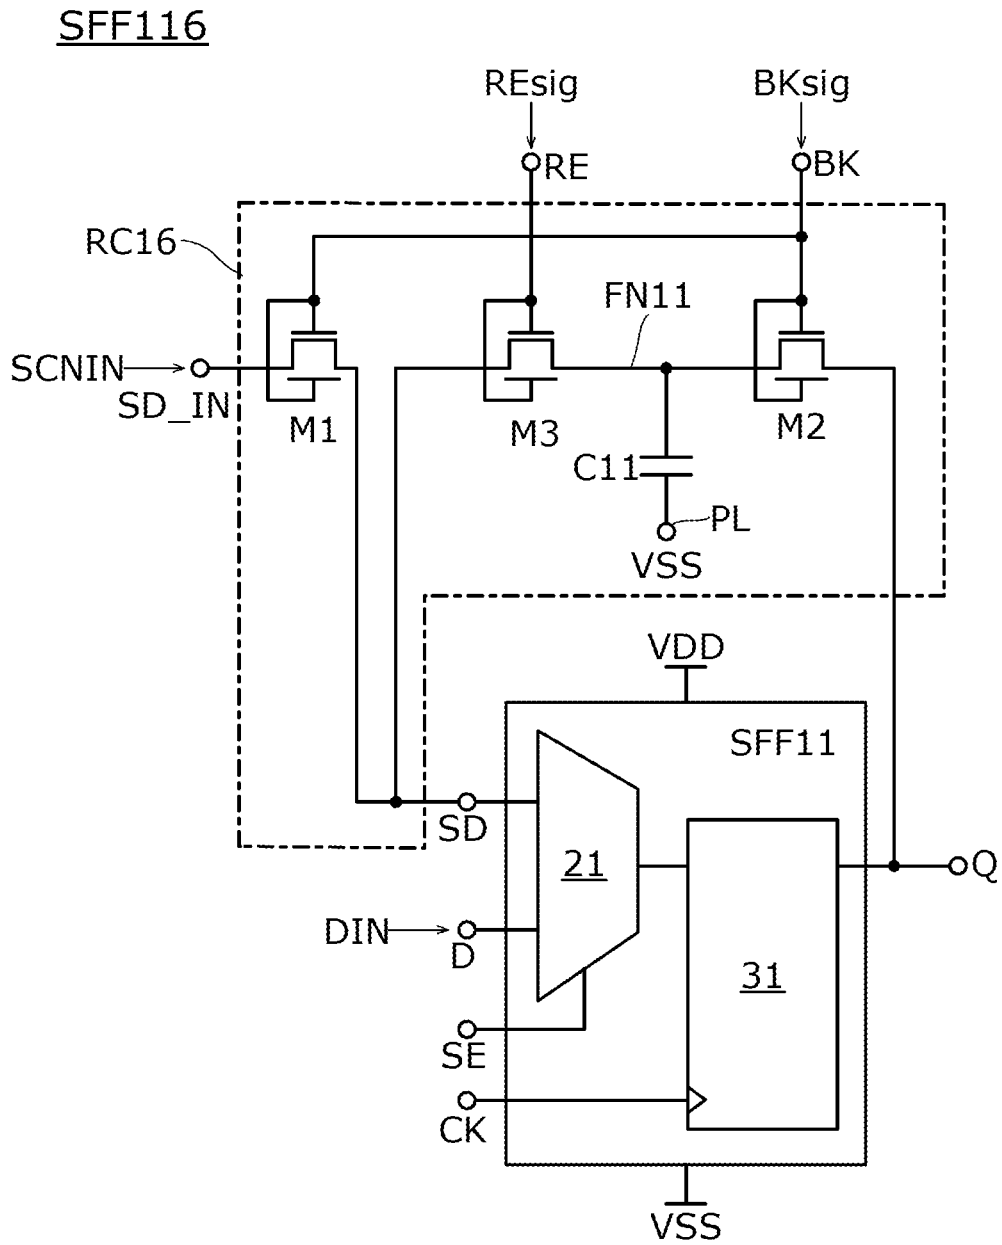 SFF116
REsig
BKsig
RE
BK
RC16
FN11
SCNIN
SD_IN
M1
M3
M2
C11
PL
VSS
VDD
SFF11
SD
21
Q
DIN
D
31
SE
CK
VSS